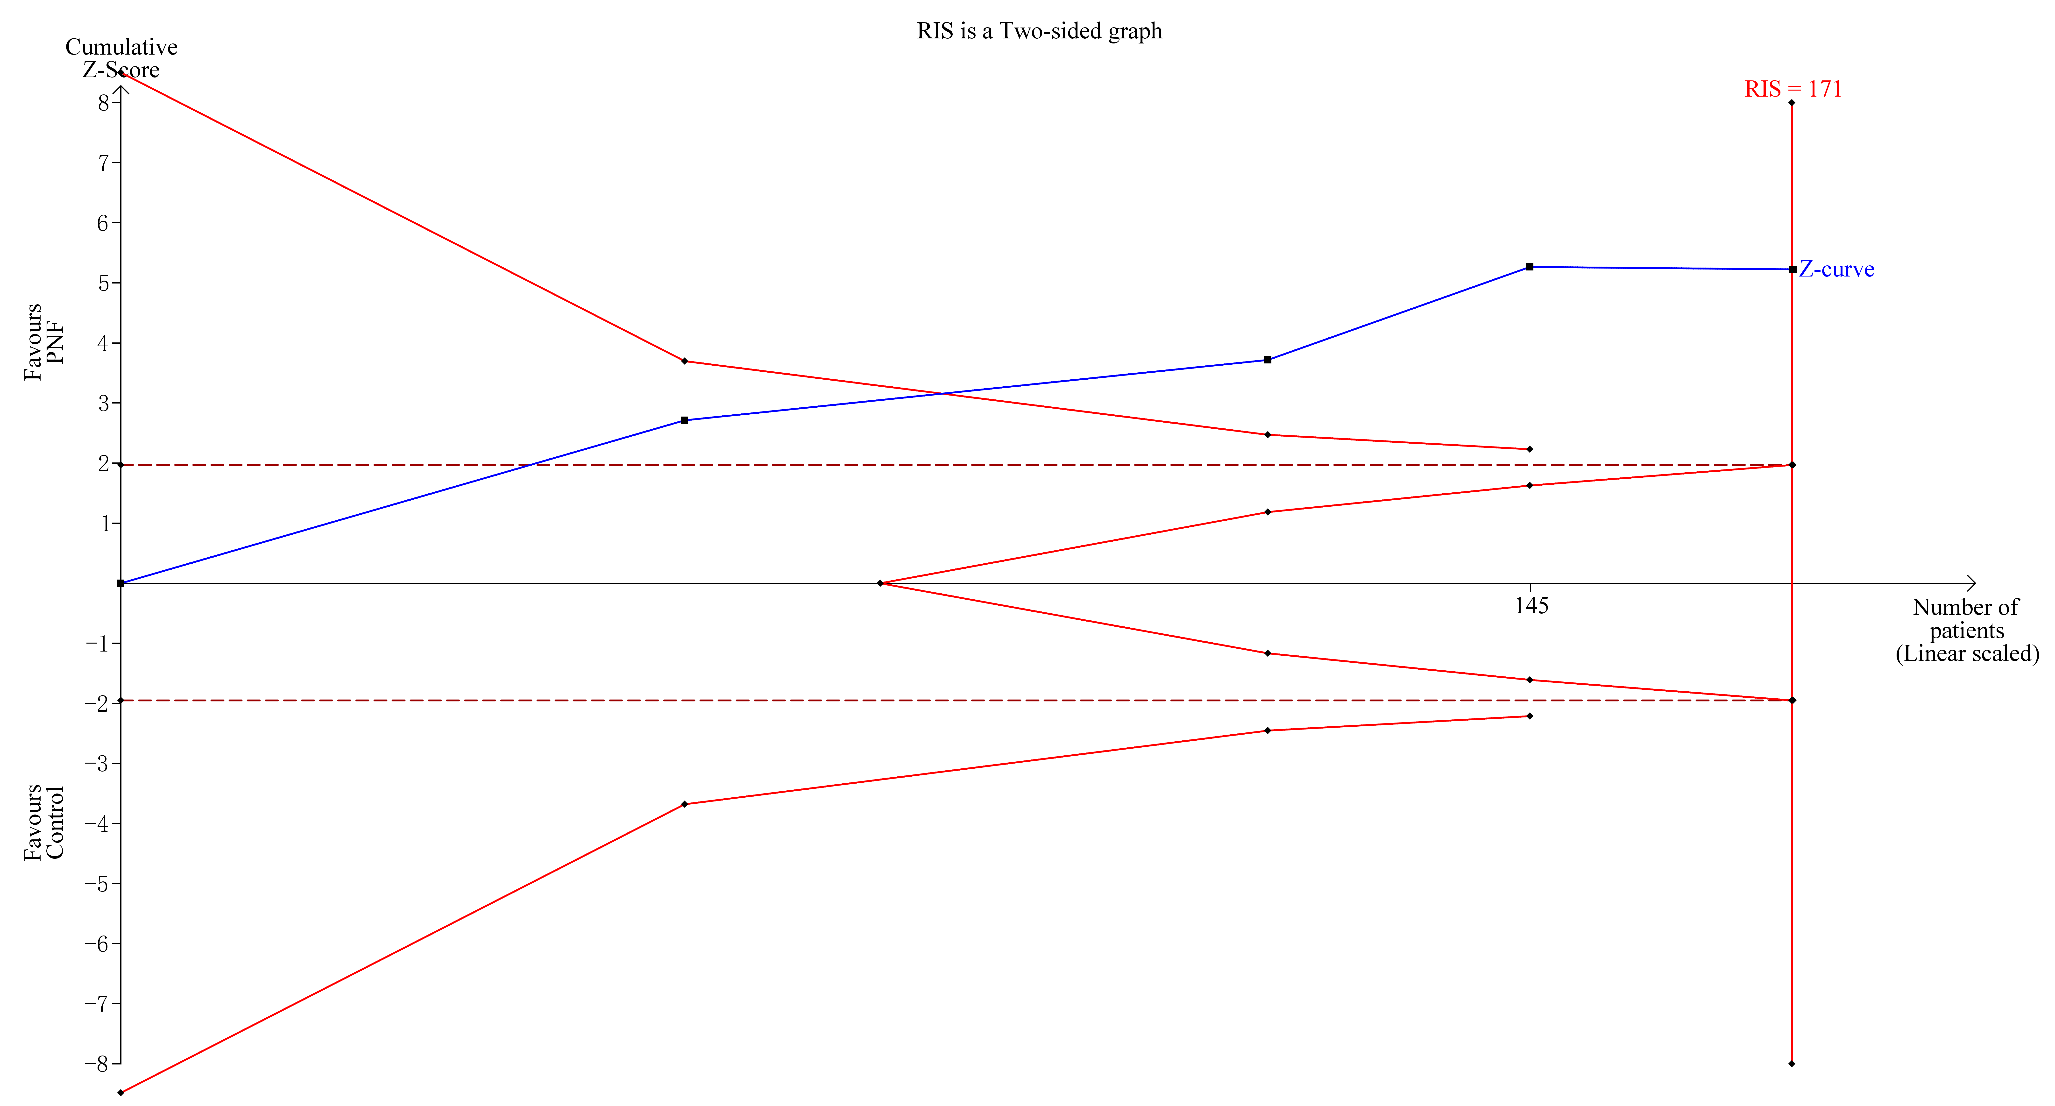 RIS is a Two-sided graph
Cumulative
Z-Score
RIS = 171
8
7
6
5
4
3
2
1
−1
−2
−3
−4
−5
−6
−7
−8
Z-curve
Favours
PNF
Favours
Control
145
Number of
patients
(Linear scaled)